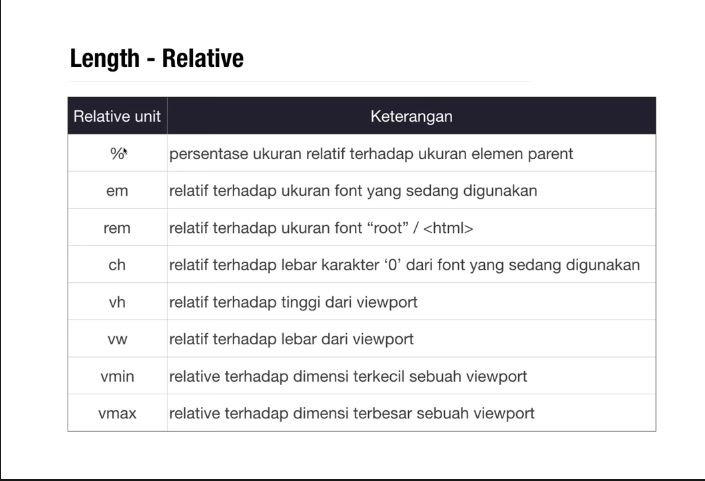 Length - Relative
Relative unit Keterangan
% persentase ukuran relatif terhadap ukuran elemen parent
em relatif terhadap ukuran font yang sedang digunakan
rem relatif terhadap ukuran font “root” / <html>
ch relatif terhadap lebar karakter ‘0’ dari font yang sedang digunakan
vh relatif terhadap tinggi dari viewport
vw relatif terhadap lebar dari viewport
vmin relative terhadap dimensi terkecil sebuah viewport
vmax relative terhadap dimensi terbesar sebuah viewport